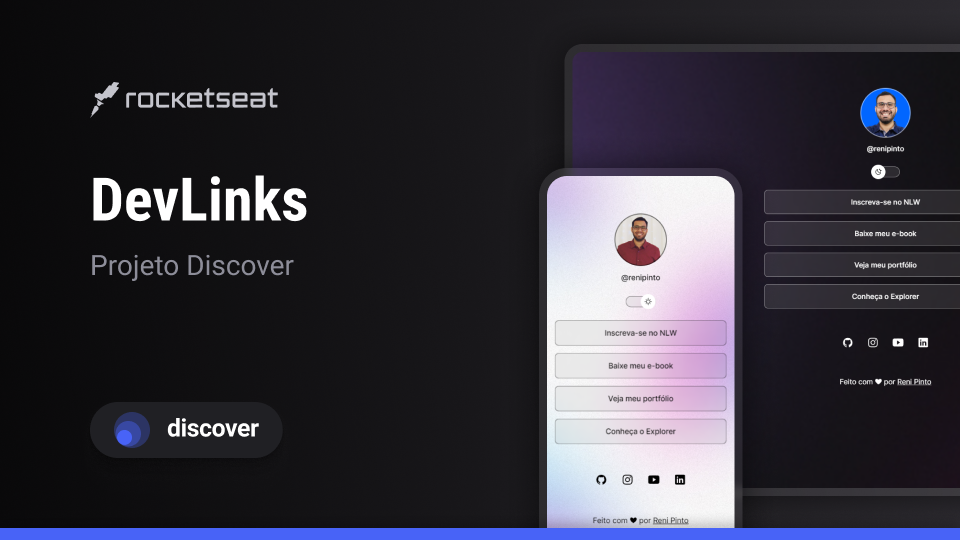 rocketseat
DevLinks
Projeto Discover
discover
@renipinto
Inscreva-se no NLW
Baixe meu e-book
Veja meu portfólio
Conheça o Explorer
Feito com ♥ por Reni Pinto
@renipinto
Inscreva-se no NLW
Baixe meu e-book
Veja meu portfólio
Conheça o Explorer
Feito com ♥ por Reni Pinto